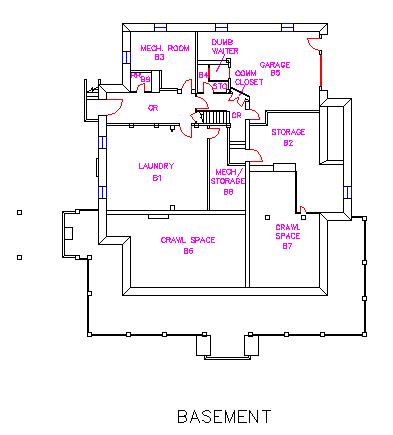 MECH. ROOM
B3
DUMB
WAITER
GARAGE
B5
B4
B9
STO.
COMM
CLOSET
CR
CR
STORAGE
B2
LAUNDRY
B1
MECH/
STORAGE
B8
CRAWL SPACE
B6
CRAWL
SPACE
B7
BASEMENT